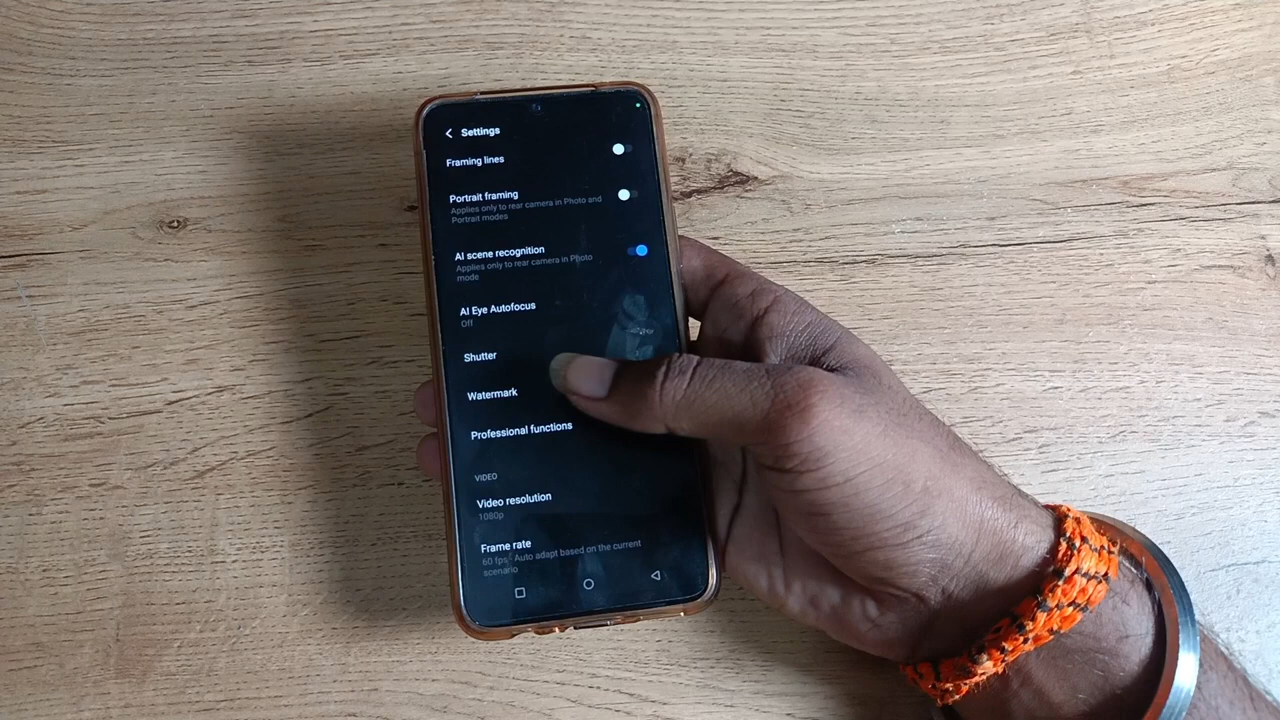 Settings
Framing lines
Portrait framing
Applies only to rear camera in Photo and
Portrait modes
AI scene recognition
Applies only to rear camera in Photo
mode
AI Eye Autofocus
Off
Shutter
Watermark
Professional functions
VIDEO
Video resolution
1080p
Frame rate
60 fps - Auto adapt based on the current
scenario